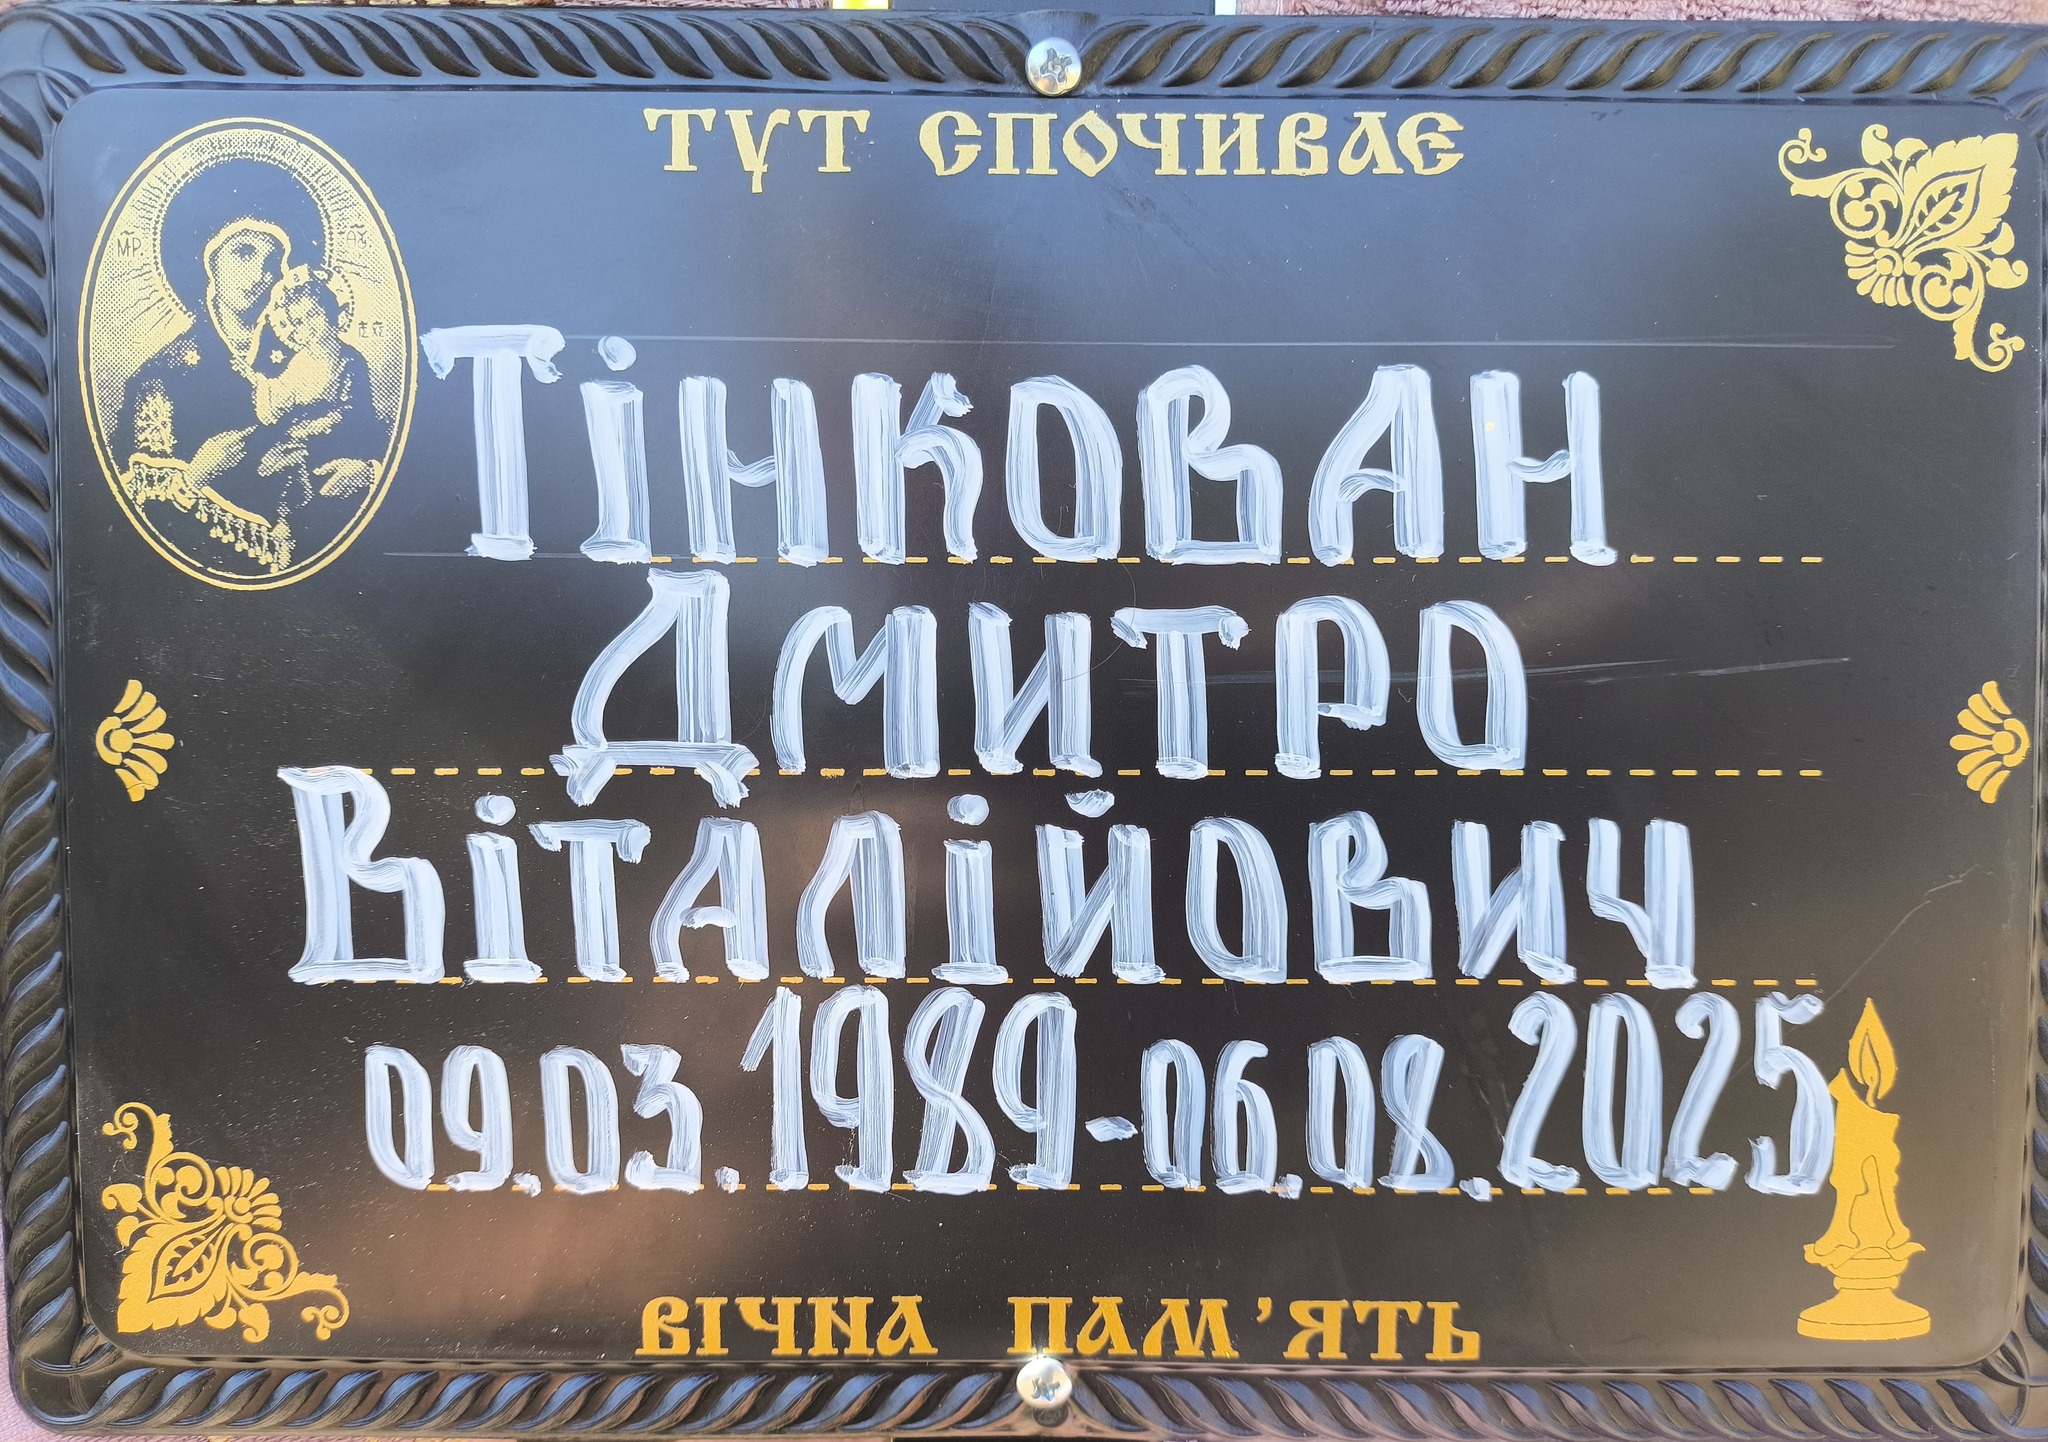 ТУТ СПОЧИВАЄ
Тінкован
Дмитро
Віталійович
09.03.1989-06.08.2025
ВІЧНА ПАМ'ЯТЬ